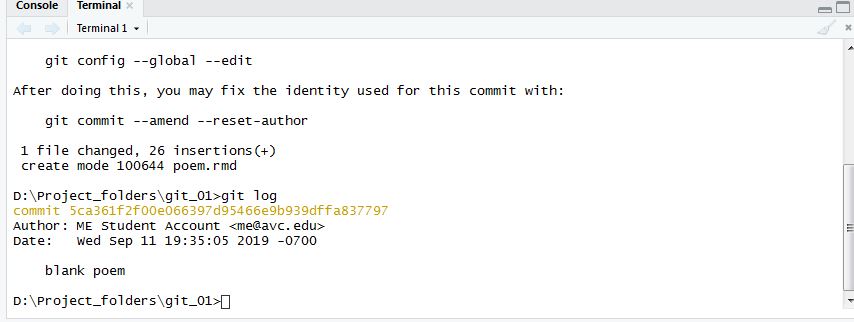 Console Terminal
Terminal 1
git config --global --edit
After doing this, you may fix the identity used for this commit with:
git commit --amend --reset-author
1 file changed, 26 insertions(+)
create mode 100644 poem.rmd
D:\Project_folders\git_01>git log
commit 5ca361f2f00e066397d95466e9b939dffa837797
Author: ME Student Account <me@avc.edu>
Date:   Wed Sep 11 19:35:05 2019 -0700
blank poem
D:\Project_folders\git_01>